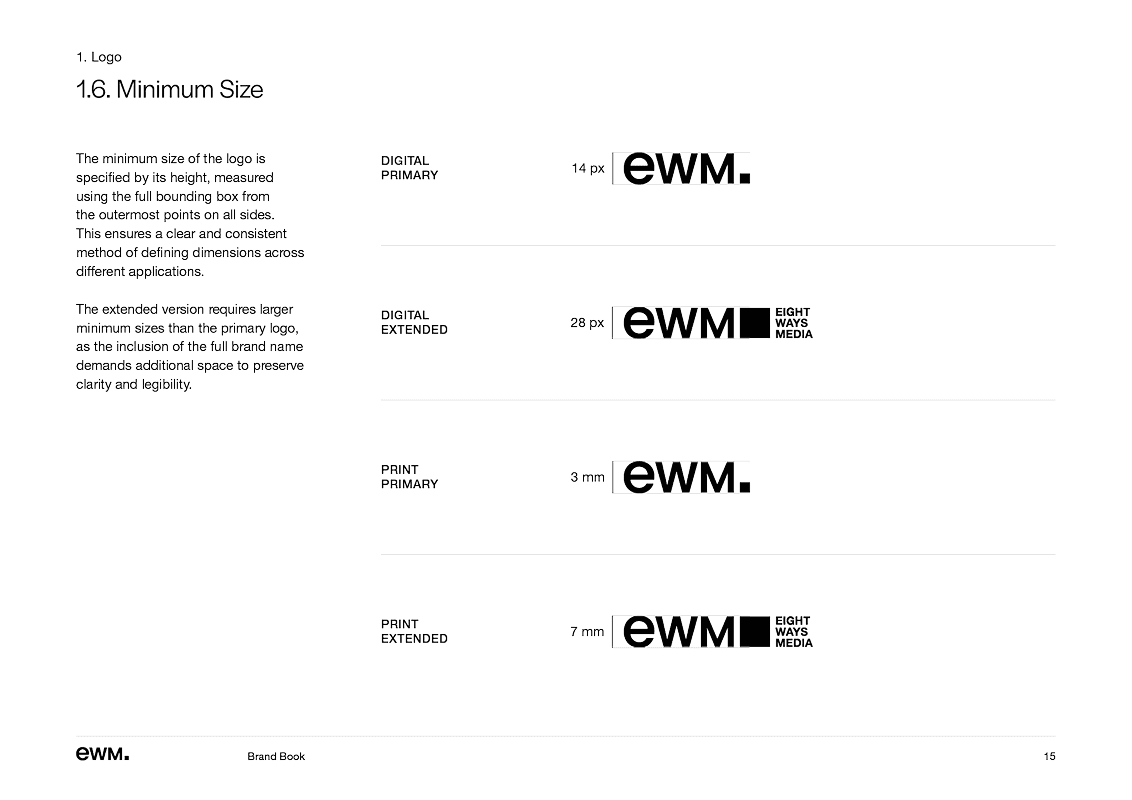 1. Logo
1.6. Minimum Size
The minimum size of the logo is
specified by its height, measured
using the full bounding box from
the outermost points on all sides.
This ensures a clear and consistent
method of defining dimensions across
different applications.
The extended version requires larger
minimum sizes than the primary logo,
as the inclusion of the full brand name
demands additional space to preserve
clarity and legibility.
DIGITAL
PRIMARY
14 px
eWM.
DIGITAL
EXTENDED
28 px
eWM
EIGHT
WAYS
MEDIA
PRINT
PRIMARY
3 mm
eWM.
PRINT
EXTENDED
7 mm
eWM
EIGHT
WAYS
MEDIA
eWM.
Brand Book
15